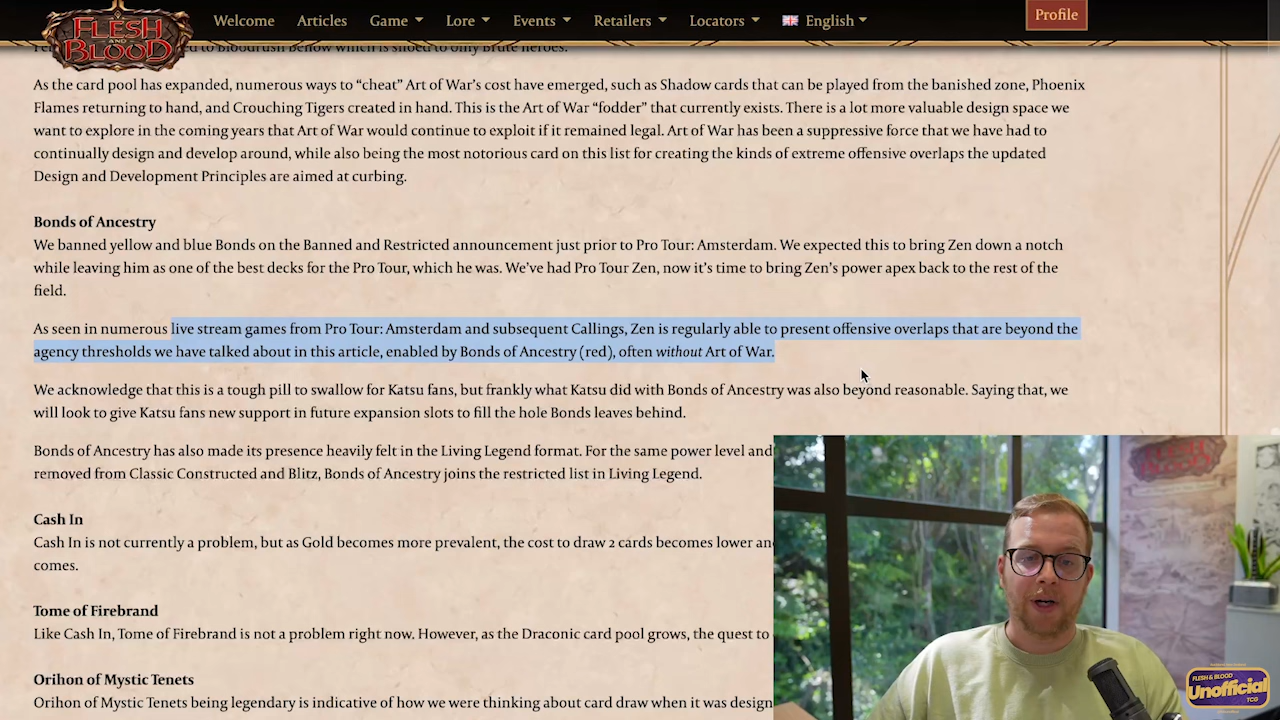 FLESH AND BLOOD
Welcome Articles Game Lore Events Retailers Locators English Profile
ed to Bloodrush Bellow which is slibed to only Brute heroes.
As the card pool has expanded, numerous ways to “cheat” Art of War’s cost have emerged, such as Shadow cards that can be played from the banished zone, Phoenix
Flames returning to hand, and Crouching Tigers created in hand. This is the Art of War “fodder” that currently exists. There is a lot more valuable design space we
want to explore in the coming years that Art of War would continue to exploit if it remained legal. Art of War has been a suppressive force that we have had to
continually design and develop around, while also being the most notorious card on this list for creating the kinds of extreme offensive overlaps the updated
Design and Development Principles are aimed at curbing.
Bonds of Ancestry
We banned yellow and blue Bonds on the Banned and Restricted announcement just prior to Pro Tour: Amsterdam. We expected this to bring Zen down a notch
while leaving him as one of the best decks for the Pro Tour, which he was. We’ve had Pro Tour Zen, now it’s time to bring Zen’s power apex back to the rest of the
field.
As seen in numerous live stream games from Pro Tour: Amsterdam and subsequent Callings, Zen is regularly able to present offensive overlaps that are beyond the
agency thresholds we have talked about in this article, enabled by Bonds of Ancestry (red), often without Art of War.
We acknowledge that this is a tough pill to swallow for Katsu fans, but frankly what Katsu did with Bonds of Ancestry was also beyond reasonable. Saying that, we
will look to give Katsu fans new support in future expansion slots to fill the hole Bonds leaves behind.
Bonds of Ancestry has also made its presence heavily felt in the Living Legend format. For the same power level and
removed from Classic Constructed and Blitz, Bonds of Ancestry joins the restricted list in Living Legend.
Cash In
Cash In is not currently a problem, but as Gold becomes more prevalent, the cost to draw 2 cards becomes lower an
comes.
Tome of Firebrand
Like Cash In, Tome of Firebrand is not a problem right now. However, as the Draconic card pool grows, the quest to
Orihon of Mystic Tenets
Orihon of Mystic Tenets being legendary is indicative of how we were thinking about card draw when it was design
FLESH & BLOOD
Unofficial
TCG